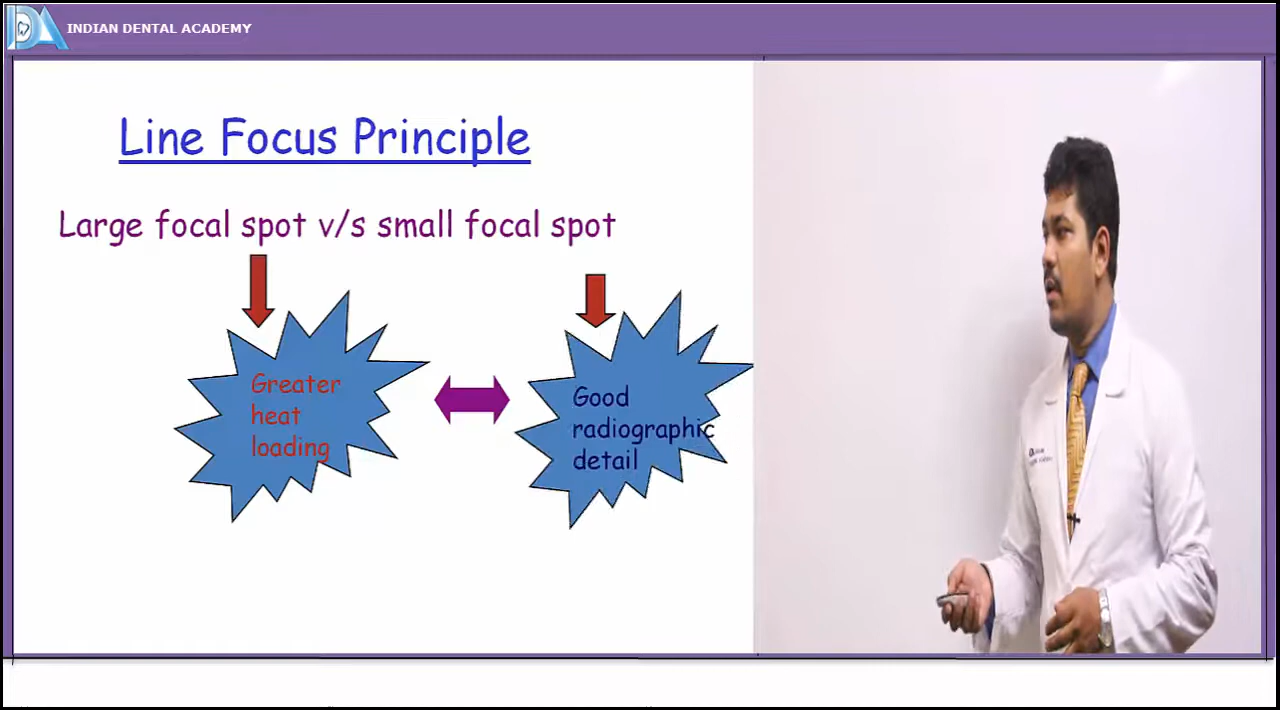 INDIAN DENTAL ACADEMY
Line Focus Principle
Large focal spot v/s small focal spot
Greater
heat
loading
Good
radiographic
detail